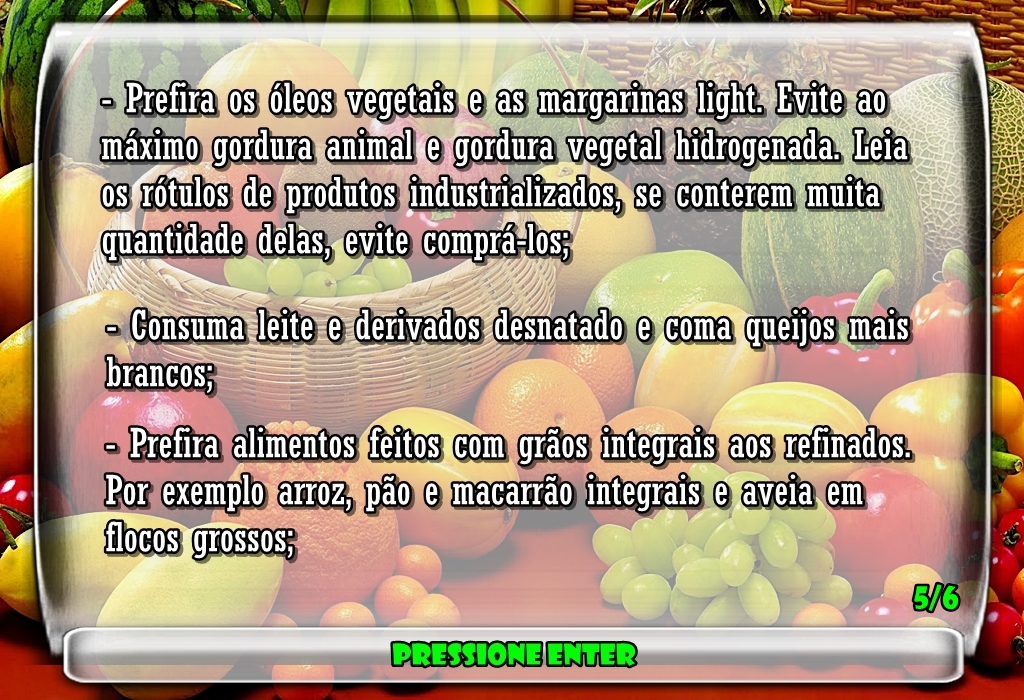 - Prefira os óleos vegetais e as margarinas light. Evite ao
máximo gordura animal e gordura vegetal hidrogenada. Leia
os rótulos de produtos industrializados, se conterem muita
quantidade delas, evite comprá-los;
- Consuma leite e derivados desnatado e coma queijos mais
brancos;
- Prefira alimentos feitos com grãos integrais aos refinados.
Por exemplo arroz, pão e macarrão integrais e aveia em
flocos grossos;
5/6
PRESSIONE ENTER